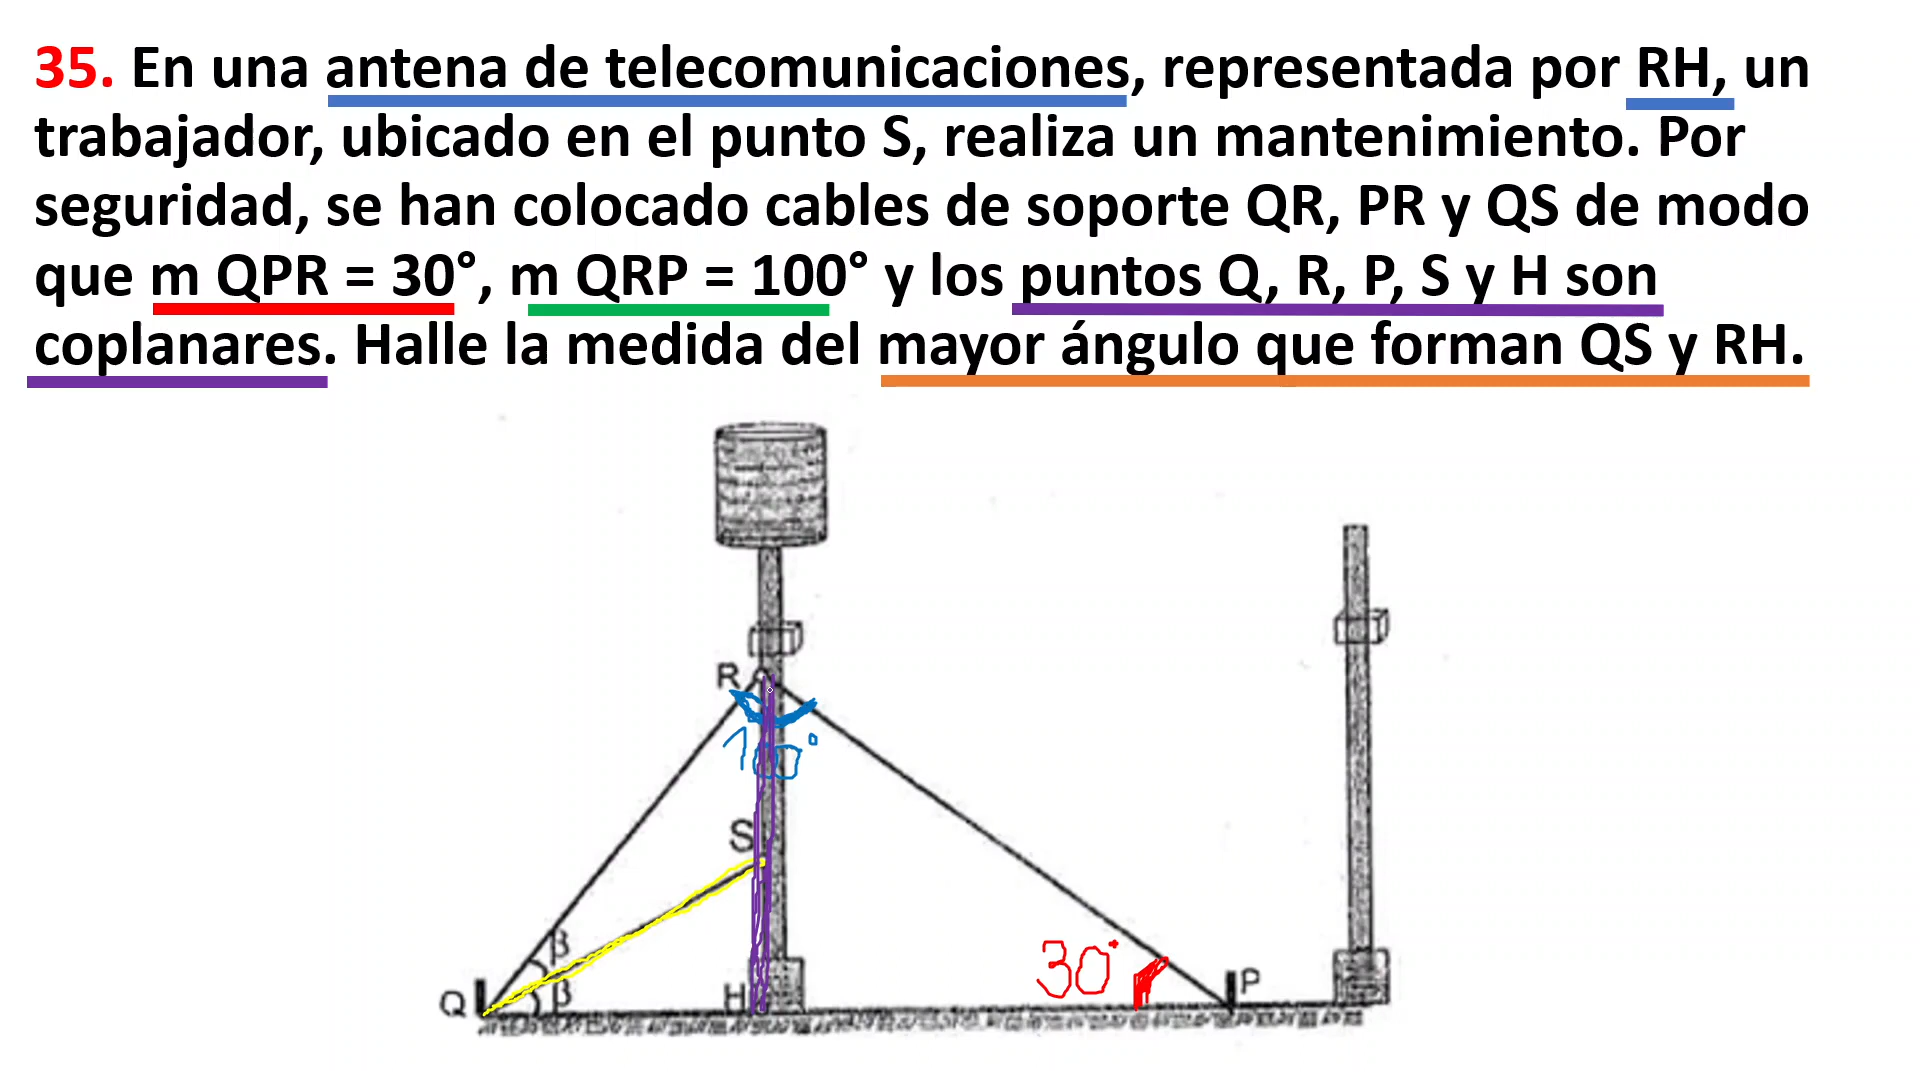 35. En una antena de telecomunicaciones, representada por RH, un
trabajador, ubicado en el punto S, realiza un mantenimiento. Por
seguridad, se han colocado cables de soporte QR, PR y QS de modo
que m QPR = 30°, m QRP = 100° y los puntos Q, R, P, S y H son
coplanares. Halle la medida del mayor ángulo que forman QS y RH.
R
100°
S
β
30°
Q
β
H
P